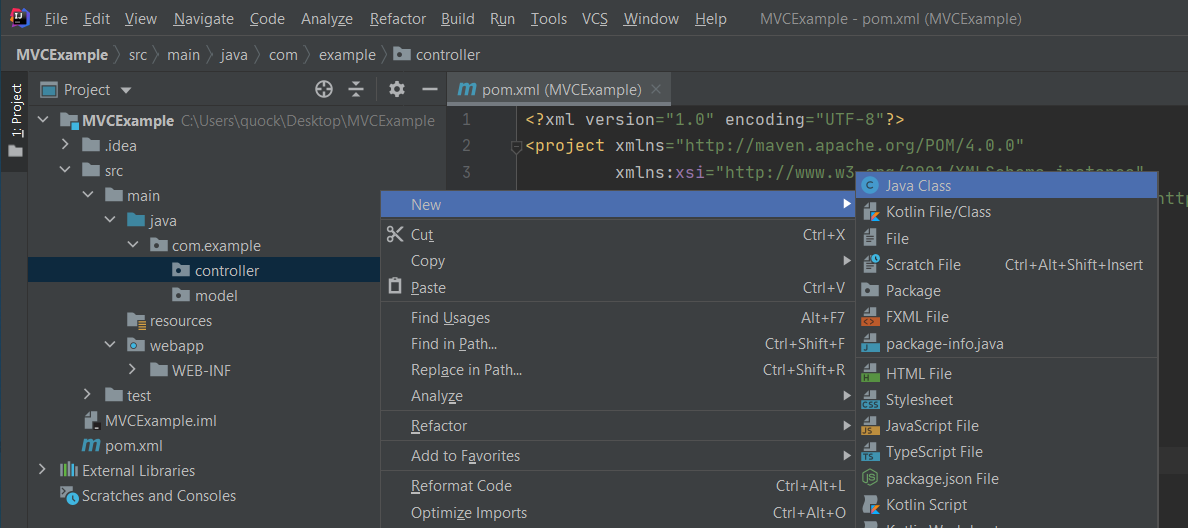 File Edit View Navigate Code Analyze Refactor Build Run Tools VCS Window Help MVCExample - pom.xml (MVCExample)
MVCExample src main java com example controller
1: Project
Project
pom.xml (MVCExample)
MVCExample C:\Users\quock\Desktop\MVCExample
.idea
src
main
java
com.example
controller
model
resources
webapp
WEB-INF
test
MVCExample.iml
pom.xml
External Libraries
Scratches and Consoles
1 <?xml version="1.0" encoding="UTF-8"?>
2 <project xmlns="http://maven.apache.org/POM/4.0.0"
3 xmlns:xsi="http://www.w3.org/2001/XMLSchema-instance"
New
Cut Ctrl+X
Copy
Paste Ctrl+V
Find Usages Alt+F7
Find in Path... Ctrl+Shift+F
Replace in Path... Ctrl+Shift+R
Analyze
Refactor
Add to Favorites
Reformat Code Ctrl+Alt+L
Optimize Imports Ctrl+Alt+O
Java Class
Kotlin File/Class
File
Scratch File Ctrl+Alt+Shift+Insert
Package
FXML File
package-info.java
HTML File
Stylesheet
JavaScript File
TypeScript File
package.json File
Kotlin Script